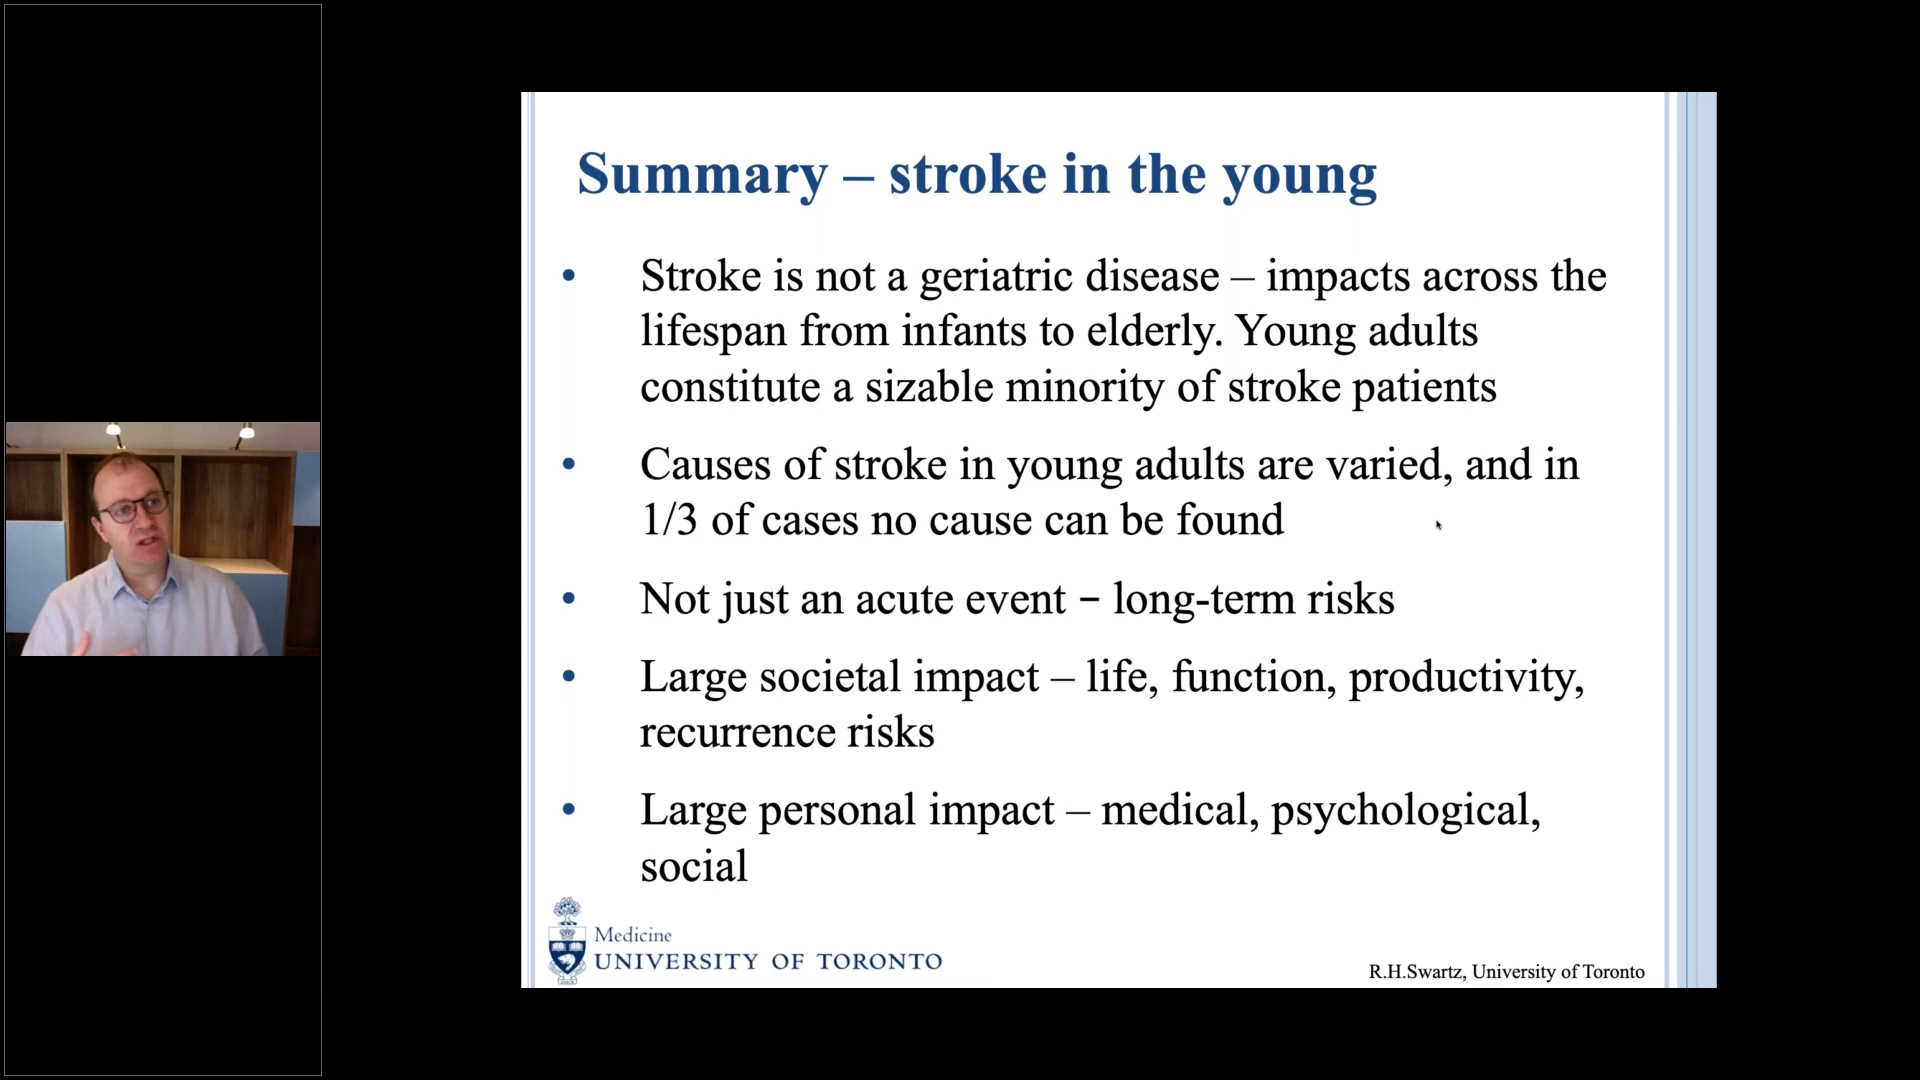 Summary – stroke in the young
• Stroke is not a geriatric disease – impacts across the
lifespan from infants to elderly. Young adults
constitute a sizable minority of stroke patients
• Causes of stroke in young adults are varied, and in
1/3 of cases no cause can be found
• Not just an acute event – long-term risks
• Large societal impact – life, function, productivity,
recurrence risks
• Large personal impact – medical, psychological,
social
Medicine
UNIVERSITY OF TORONTO
R.H.Swartz, University of Toronto